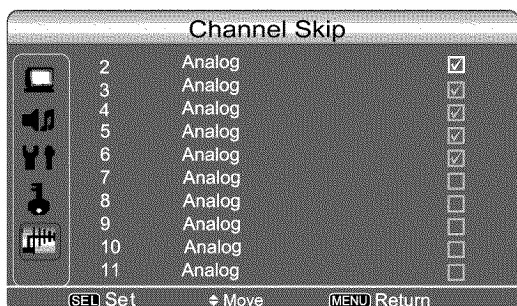 Channel Skip
2 Analog
3 Analog
4 Analog
5 Analog
6 Analog
7 Analog
8 Analog
9 Analog
10 Analog
11 Analog
SEL Set Move MENU Return